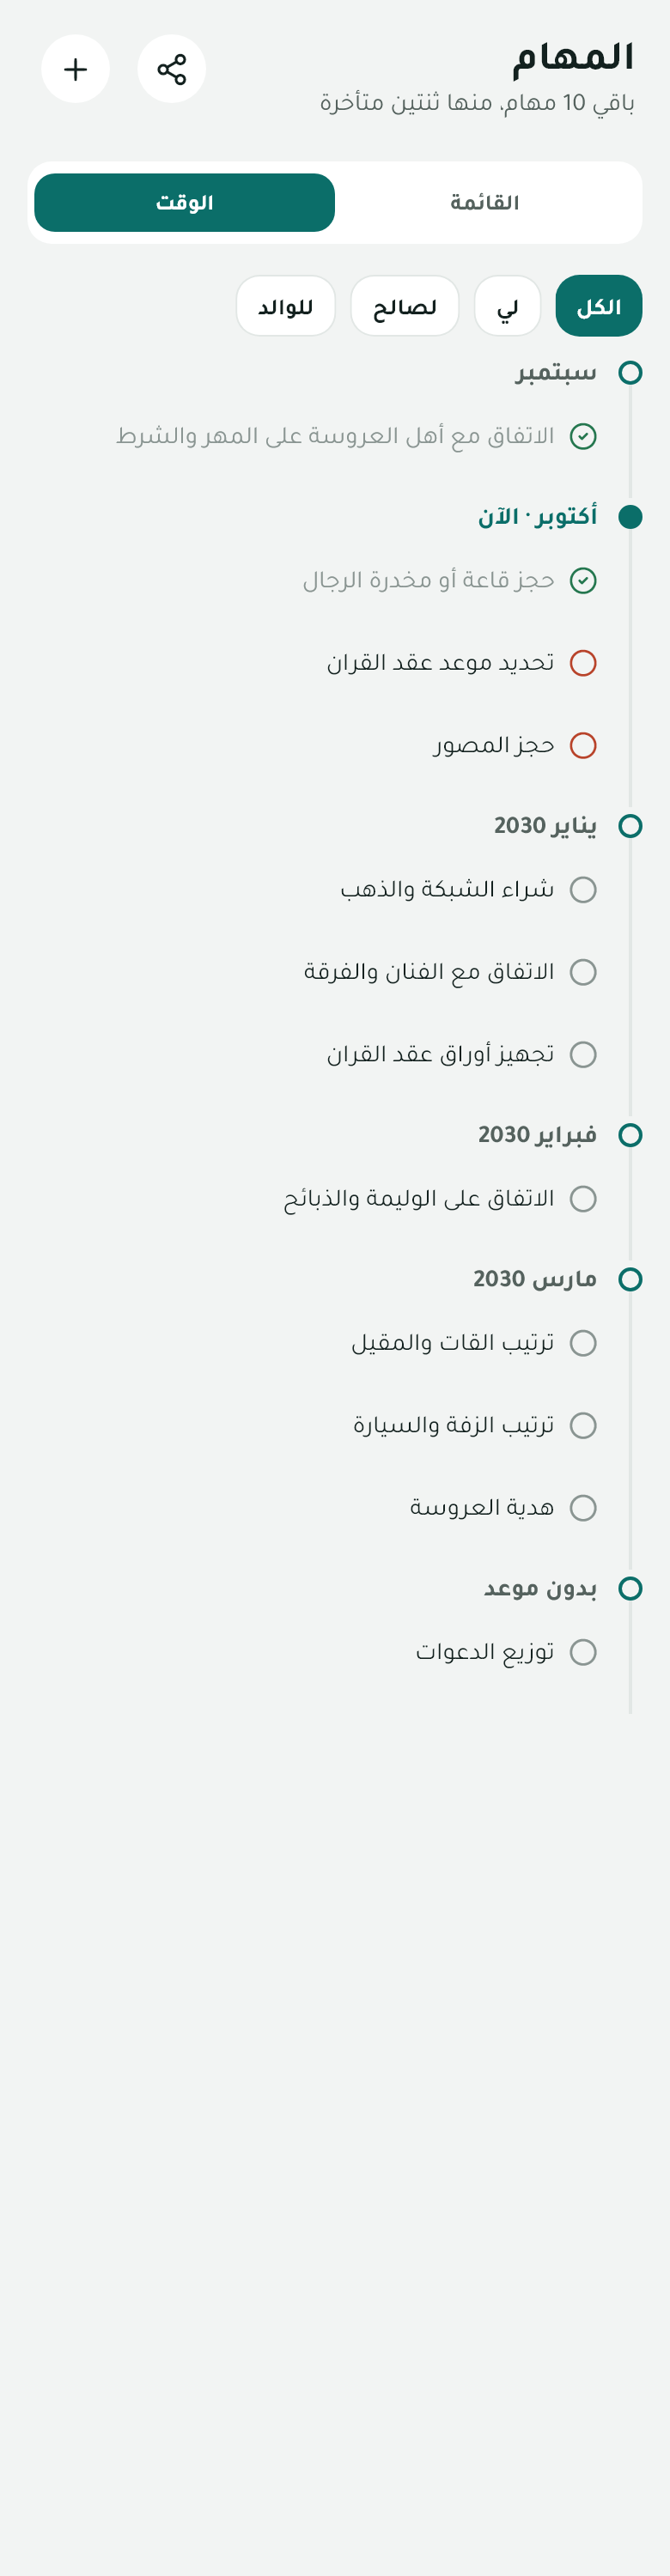 المهام
باقي 10 مهام، منها ثنتين متأخرة
القائمة
الوقت
الكل
لي
لصالح
للوالد
سبتمبر
الاتفاق مع أهل العروسة على المهر والشرط
أكتوبر · الآن
حجز قاعة أو مخدرة الرجال
تحديد موعد عقد القران
حجز المصور
يناير 2030
شراء الشبكة والذهب
الاتفاق مع الفنان والفرقة
تجهيز أوراق عقد القران
فبراير 2030
الاتفاق على الوليمة والذبائح
مارس 2030
ترتيب القات والمقيل
ترتيب الزفة والسيارة
هدية العروسة
بدون موعد
توزيع الدعوات